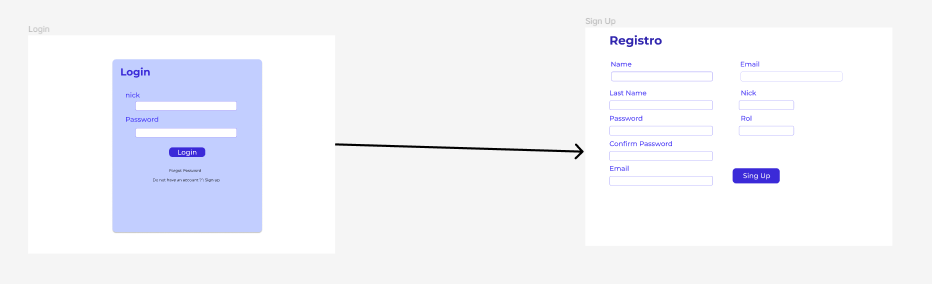 Login
Login
nick
Password
Login
Forgot Password
Do not have an account ? | Sign up
Sign Up
Registro
Name
Email
Last Name
Nick
Password
Rol
Confirm Password
Email
Sing Up